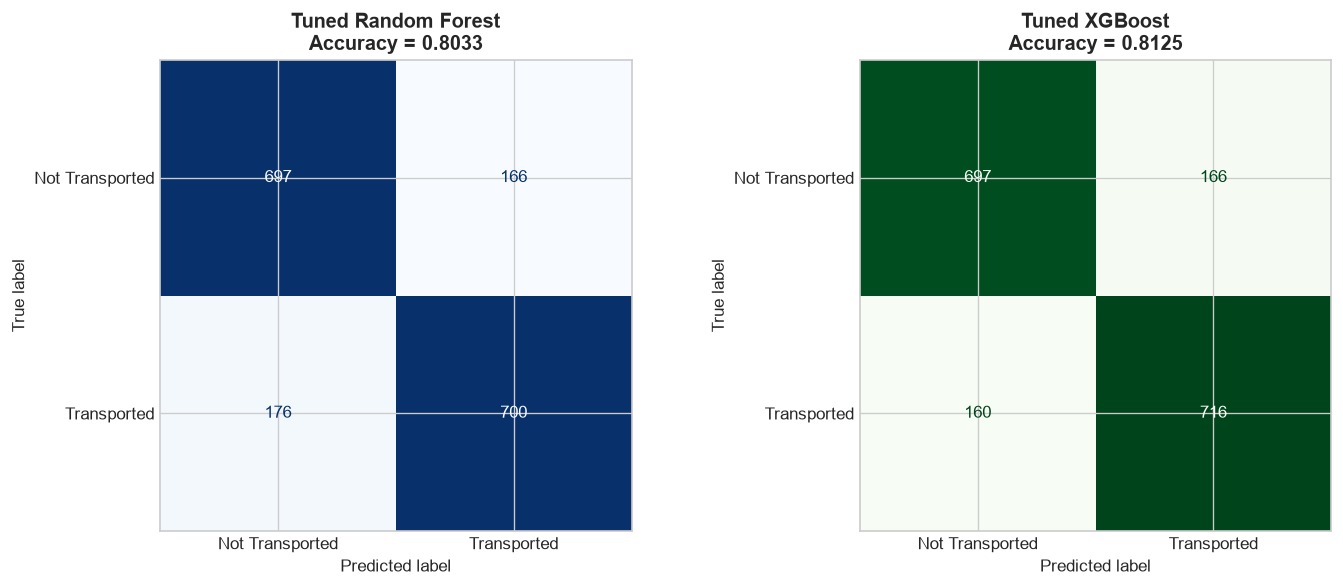 Tuned Random Forest
Accuracy = 0.8033
True label
Not Transported
697
166
Transported
176
700
Not Transported
Transported
Predicted label
Tuned XGBoost
Accuracy = 0.8125
True label
Not Transported
697
166
Transported
160
716
Not Transported
Transported
Predicted label